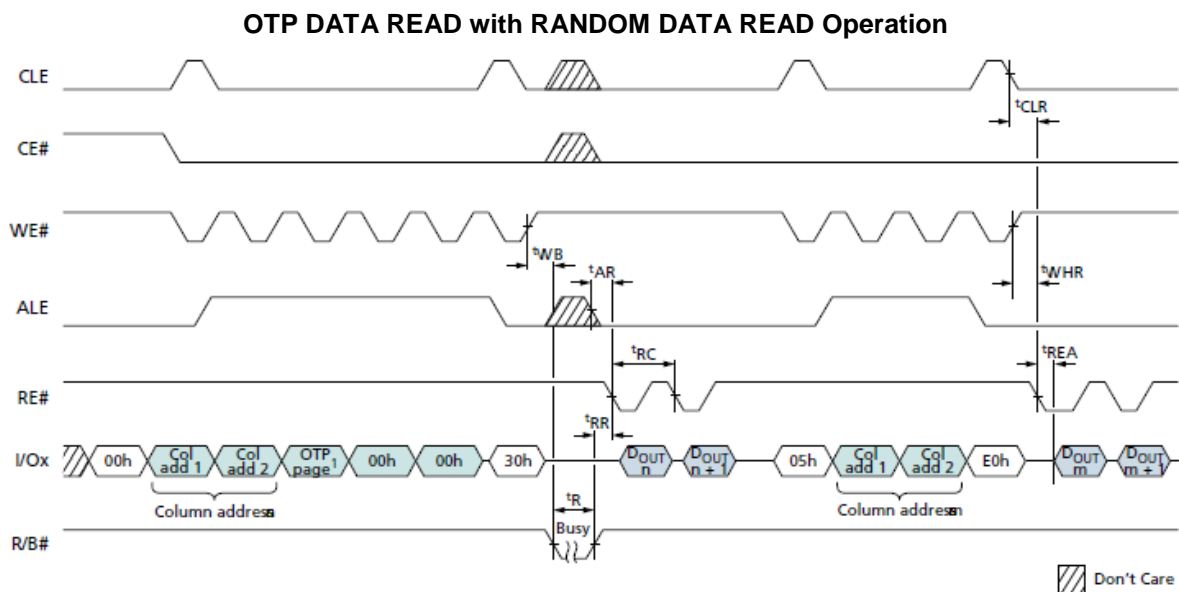 OTP DATA READ with RANDOM DATA READ Operation
CLE
tCLR
CE#
WE#
tWB
tAR
tWHR
ALE
tRC
tREA
RE#
tRR
I/Ox
00h
Col add 1
Col add 2
OTP page1
00h
00h
30h
DOUT n
DOUT n + 1
05h
Col add 1
Col add 2
E0h
DOUT m
DOUT m + 1
Column address n
tR
Column address m
Busy
R/B#
Don't Care